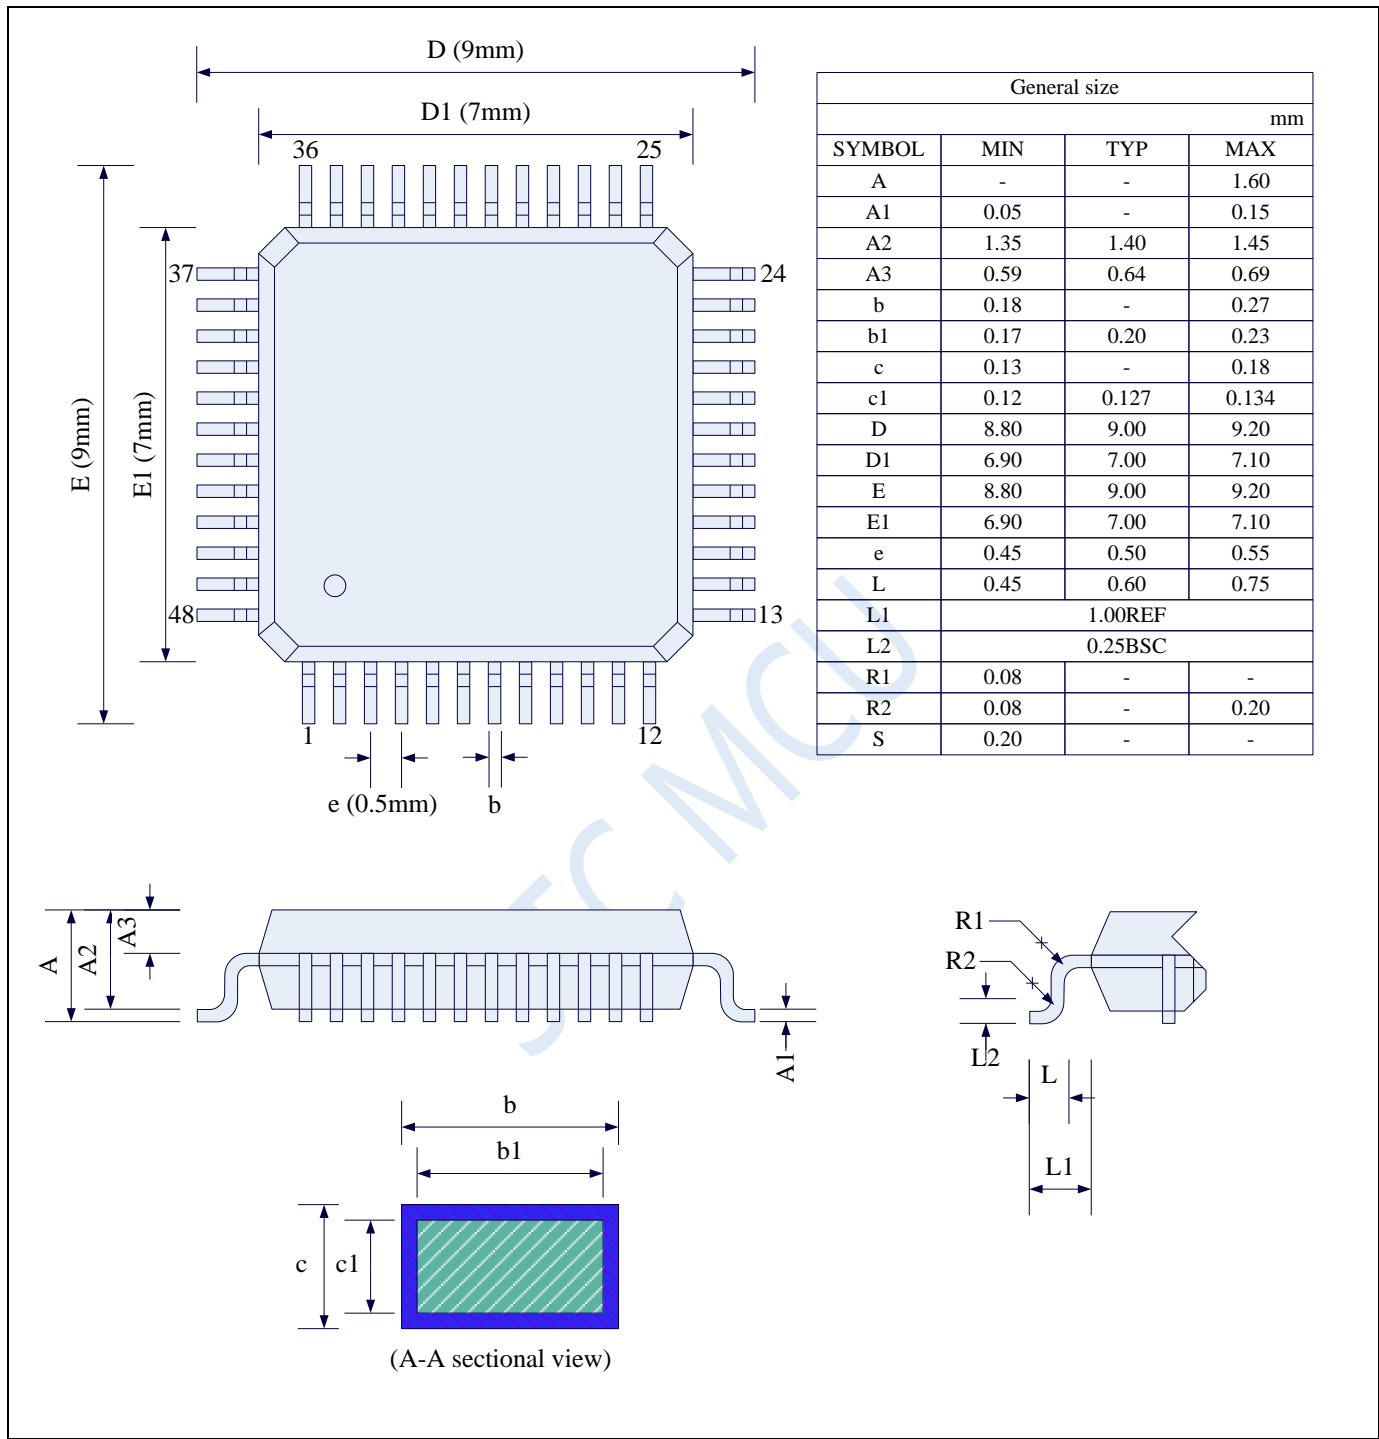 D (9mm)
D1 (7mm)
36
25
37
24
E (9mm)
E1 (7mm)
48
13
1
12
e (0.5mm)
b
General size
mm
SYMBOL MIN TYP MAX
A - - 1.60
A1 0.05 - 0.15
A2 1.35 1.40 1.45
A3 0.59 0.64 0.69
b 0.18 - 0.27
b1 0.17 0.20 0.23
c 0.13 - 0.18
c1 0.12 0.127 0.134
D 8.80 9.00 9.20
D1 6.90 7.00 7.10
E 8.80 9.00 9.20
E1 6.90 7.00 7.10
e 0.45 0.50 0.55
L 0.45 0.60 0.75
L1 1.00REF
L2 0.25BSC
R1 0.08 - -
R2 0.08 - 0.20
S 0.20 - -
A
A2
A3
A1
R1
R2
L2
L
L1
b
b1
c
c1
(A-A sectional view)
MCU